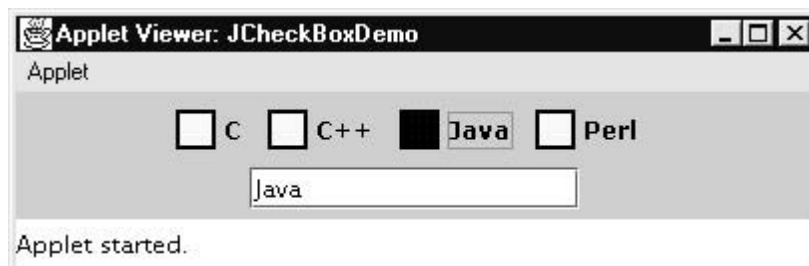 Applet Viewer: JCheckBoxDemo
Applet
C C++ Java Perl
Java
Applet started.